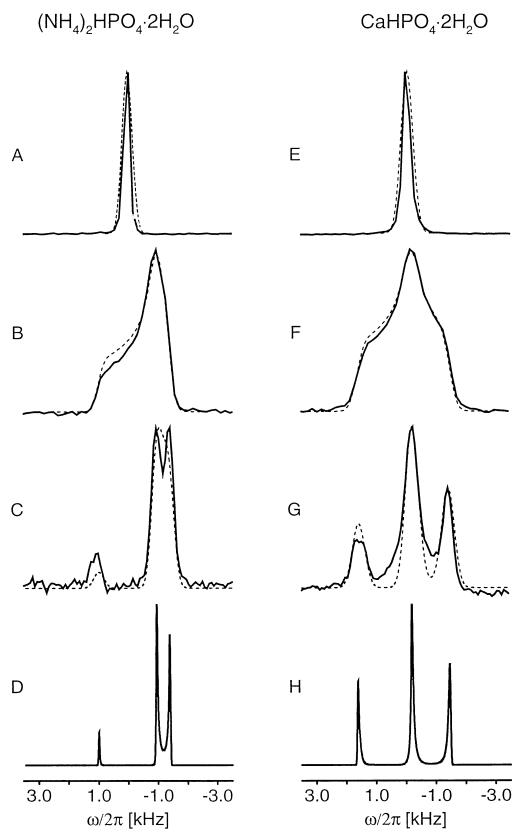 (NH₄)₂HPO₄·2H₂O CaHPO₄·2H₂O
A E
B F
C G
D H
3.0 1.0 -1.0 -3.0 3.0 1.0 -1.0 -3.0
ω/2π [kHz] ω/2π [kHz]